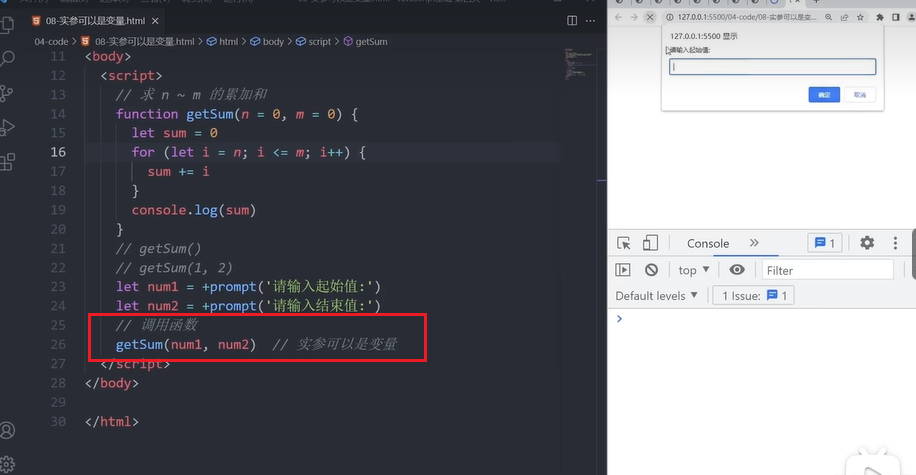 08-实参可以是变量.html
04-code > 08-实参可以是变量.html > html > body > script > getSum
11 <body>
12 <script>
13 // 求 n ~ m 的累加和
14 function getSum(n = 0, m = 0) {
15 let sum = 0
16 for (let i = n; i <= m; i++) {
17 sum += i
18 }
19 console.log(sum)
20 }
21 // getSum()
22 // getSum(1, 2)
23 let num1 = +prompt('请输入起始值:')
24 let num2 = +prompt('请输入结束值:')
25 // 调用函数
26 getSum(num1, num2) // 实参可以是变量
27 </script>
28 </body>
29
30 </html>
127.0.0.1:5500/04-code/08-实参可以是变...
127.0.0.1:5500 显示
请输入起始值:
确定 取消
Console
1
top
Filter
Default levels
1 Issue: 1